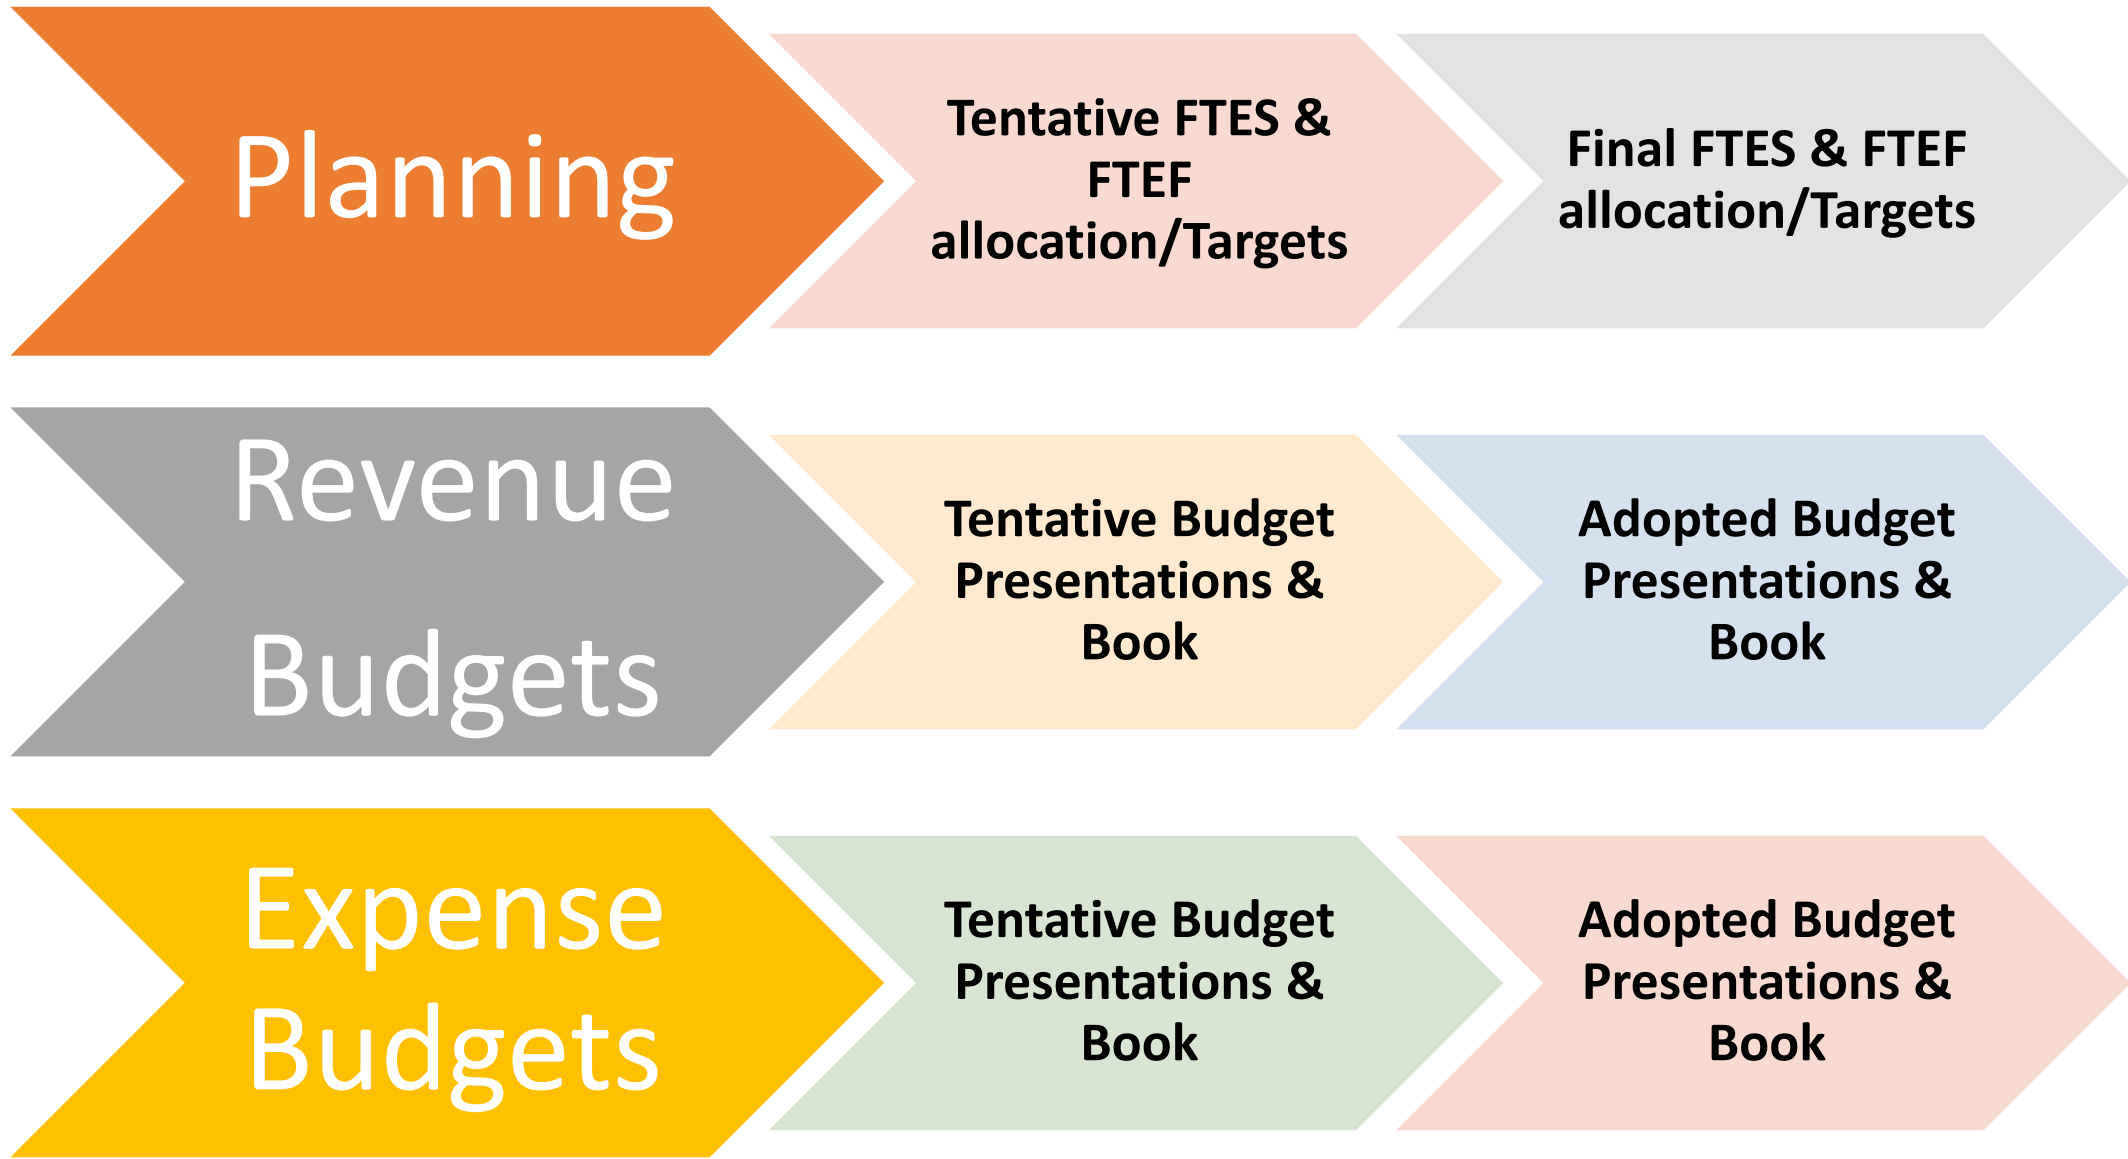 Planning
Tentative FTES &
FTEF
allocation/Targets
Final FTES & FTEF
allocation/Targets
Revenue
Budgets
Tentative Budget
Presentations &
Book
Adopted Budget
Presentations &
Book
Expense
Budgets
Tentative Budget
Presentations &
Book
Adopted Budget
Presentations &
Book